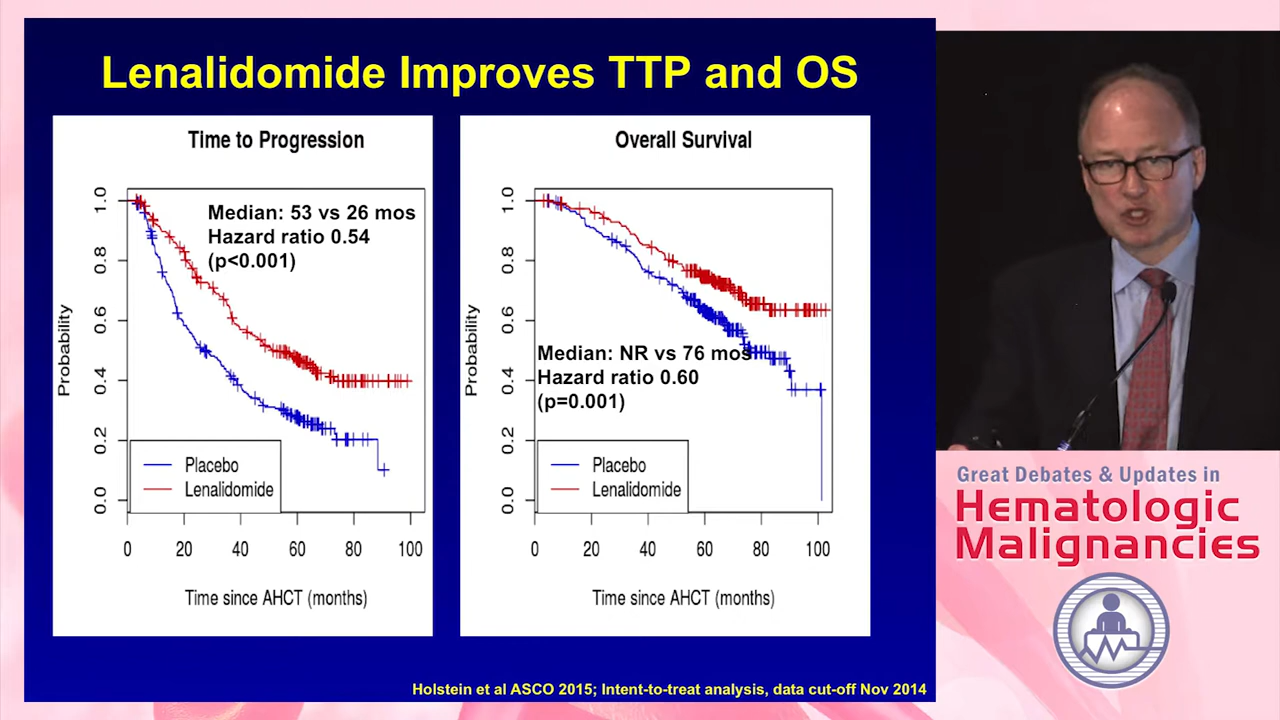 Lenalidomide Improves TTP and OS
Time to Progression
Median: 53 vs 26 mos
Hazard ratio 0.54
(p<0.001)
Probability
1.0
0.8
0.6
0.4
0.2
0.0
Placebo
Lenalidomide
0 20 40 60 80 100
Time since AHCT (months)
Overall Survival
Median: NR vs 76 mos
Hazard ratio 0.60
(p=0.001)
Probability
1.0
0.8
0.6
0.4
0.2
0.0
Placebo
Lenalidomide
0 20 40 60 80 100
Time since AHCT (months)
Holstein et al ASCO 2015; Intent-to-treat analysis, data cut-off Nov 2014
Great Debates & Updates in
Hematologic
Malignancies